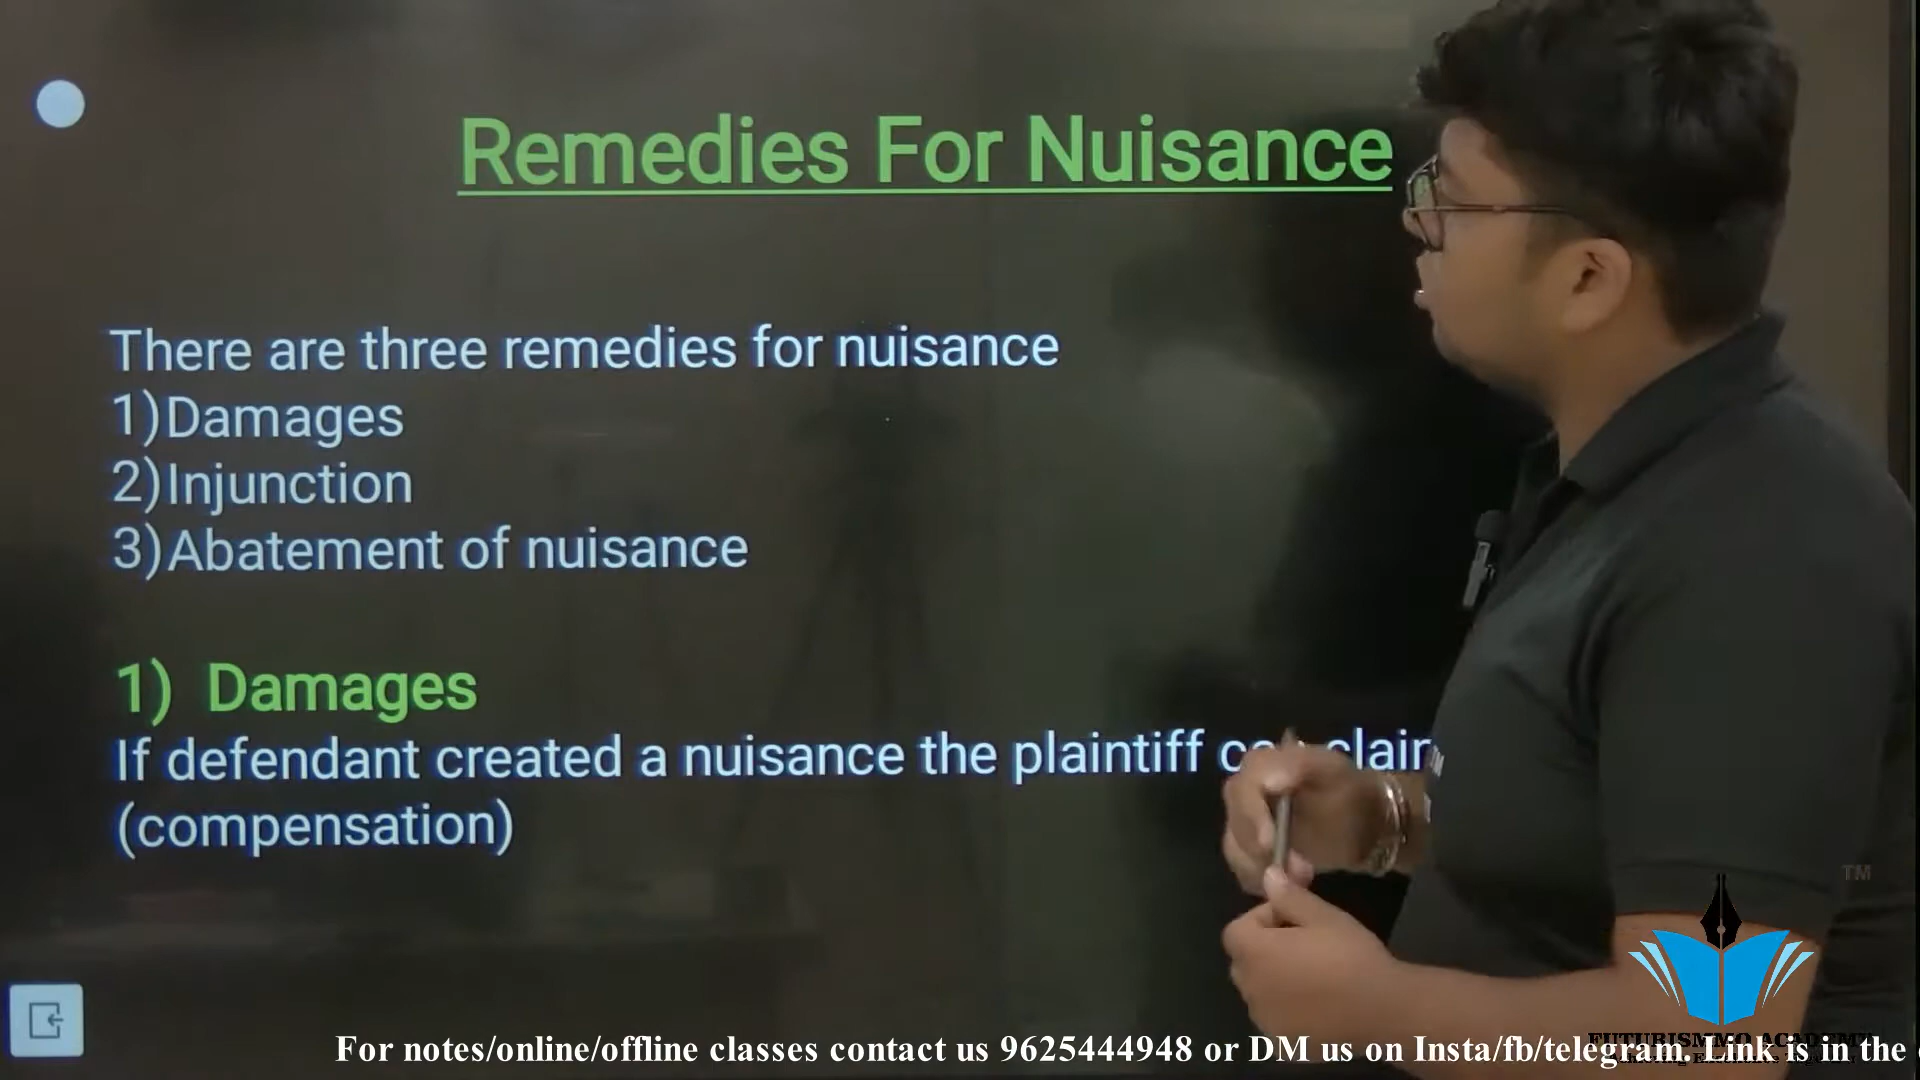 Remedies For Nuisance
There are three remedies for nuisance
1)Damages
2)Injunction
3)Abatement of nuisance
1) Damages
If defendant created a nuisance the plaintiff
(compensation)
TM
FUTURISMMO ACADEMY
For notes/online/offline classes contact us 9625444948 or DM us on Insta/fb/telegram. Link is in the